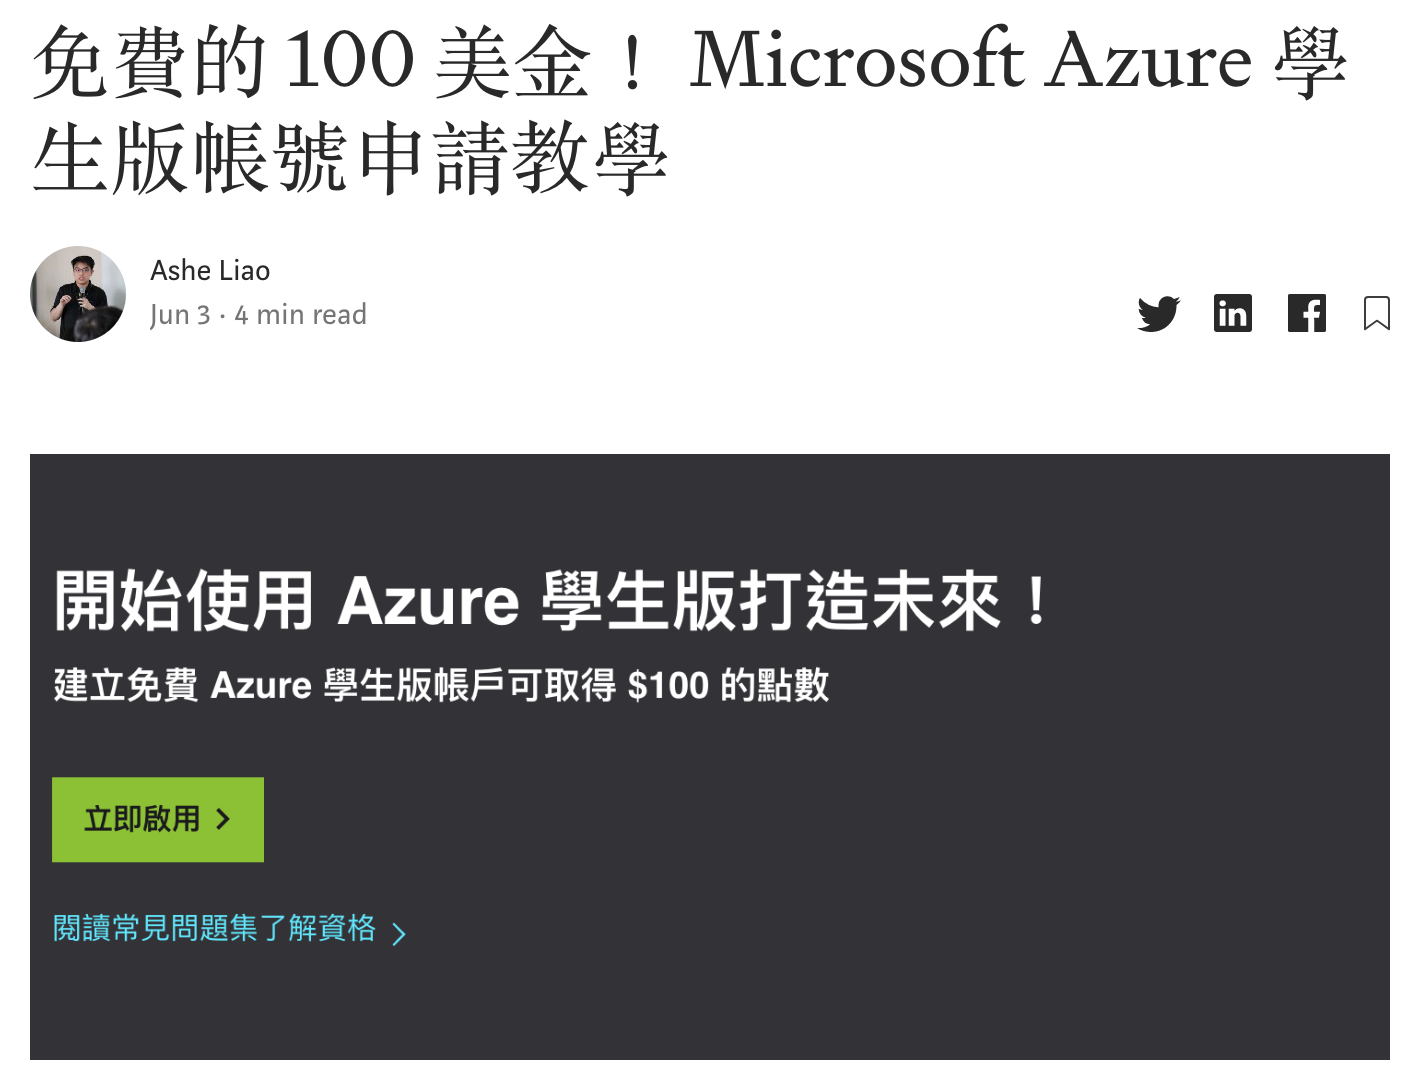 免費的 100 美金！ Microsoft Azure 學
生版帳號申請教學
Ashe Liao
Jun 3 · 4 min read
開始使用 Azure 學生版打造未來！
建立免費 Azure 學生版帳戶可取得 $100 的點數
立即啟用
閱讀常見問題集了解資格